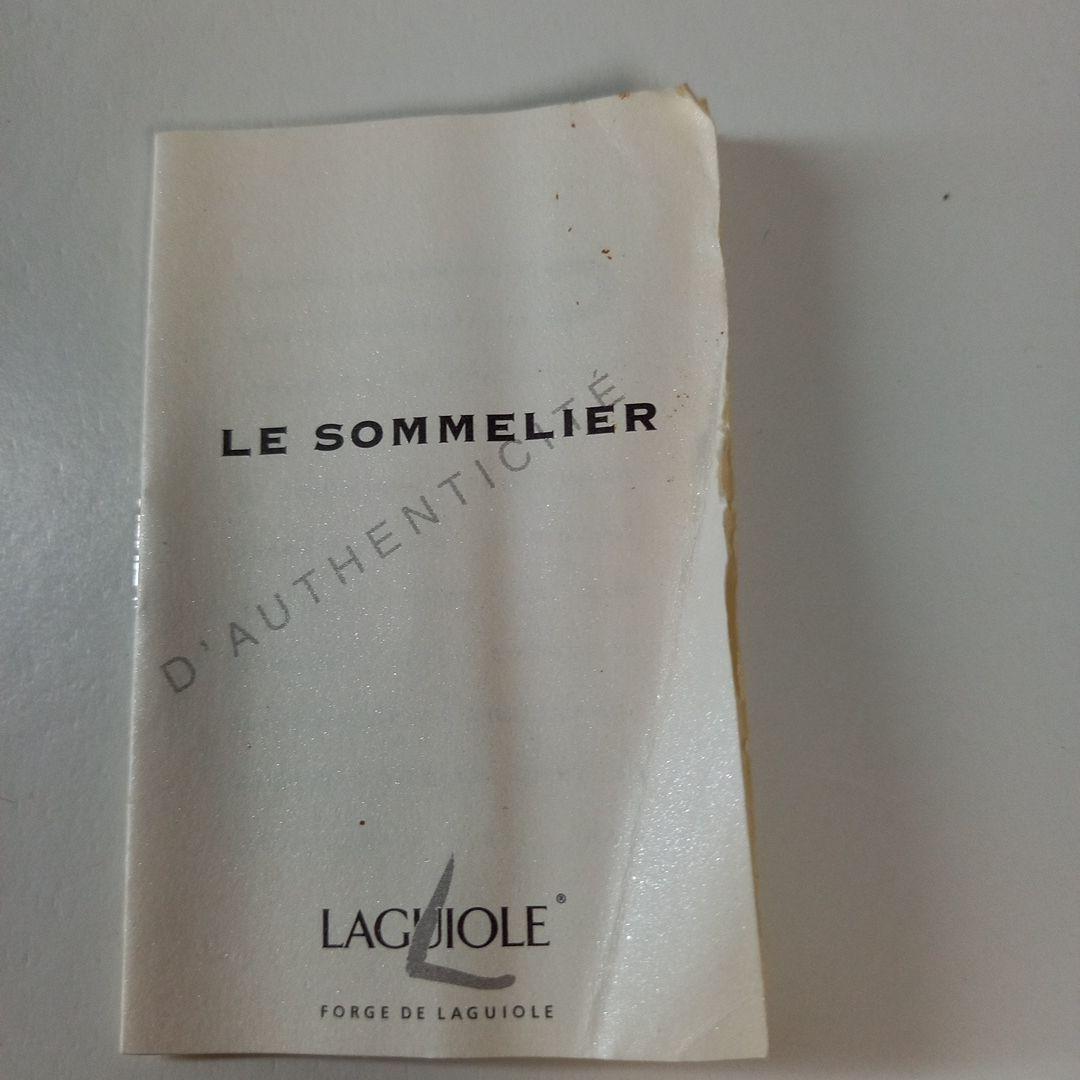 LE SOMMELIER
D'AUTHENTICITÉ
LAGUIOLE®
FORGE DE LAGUIOLE